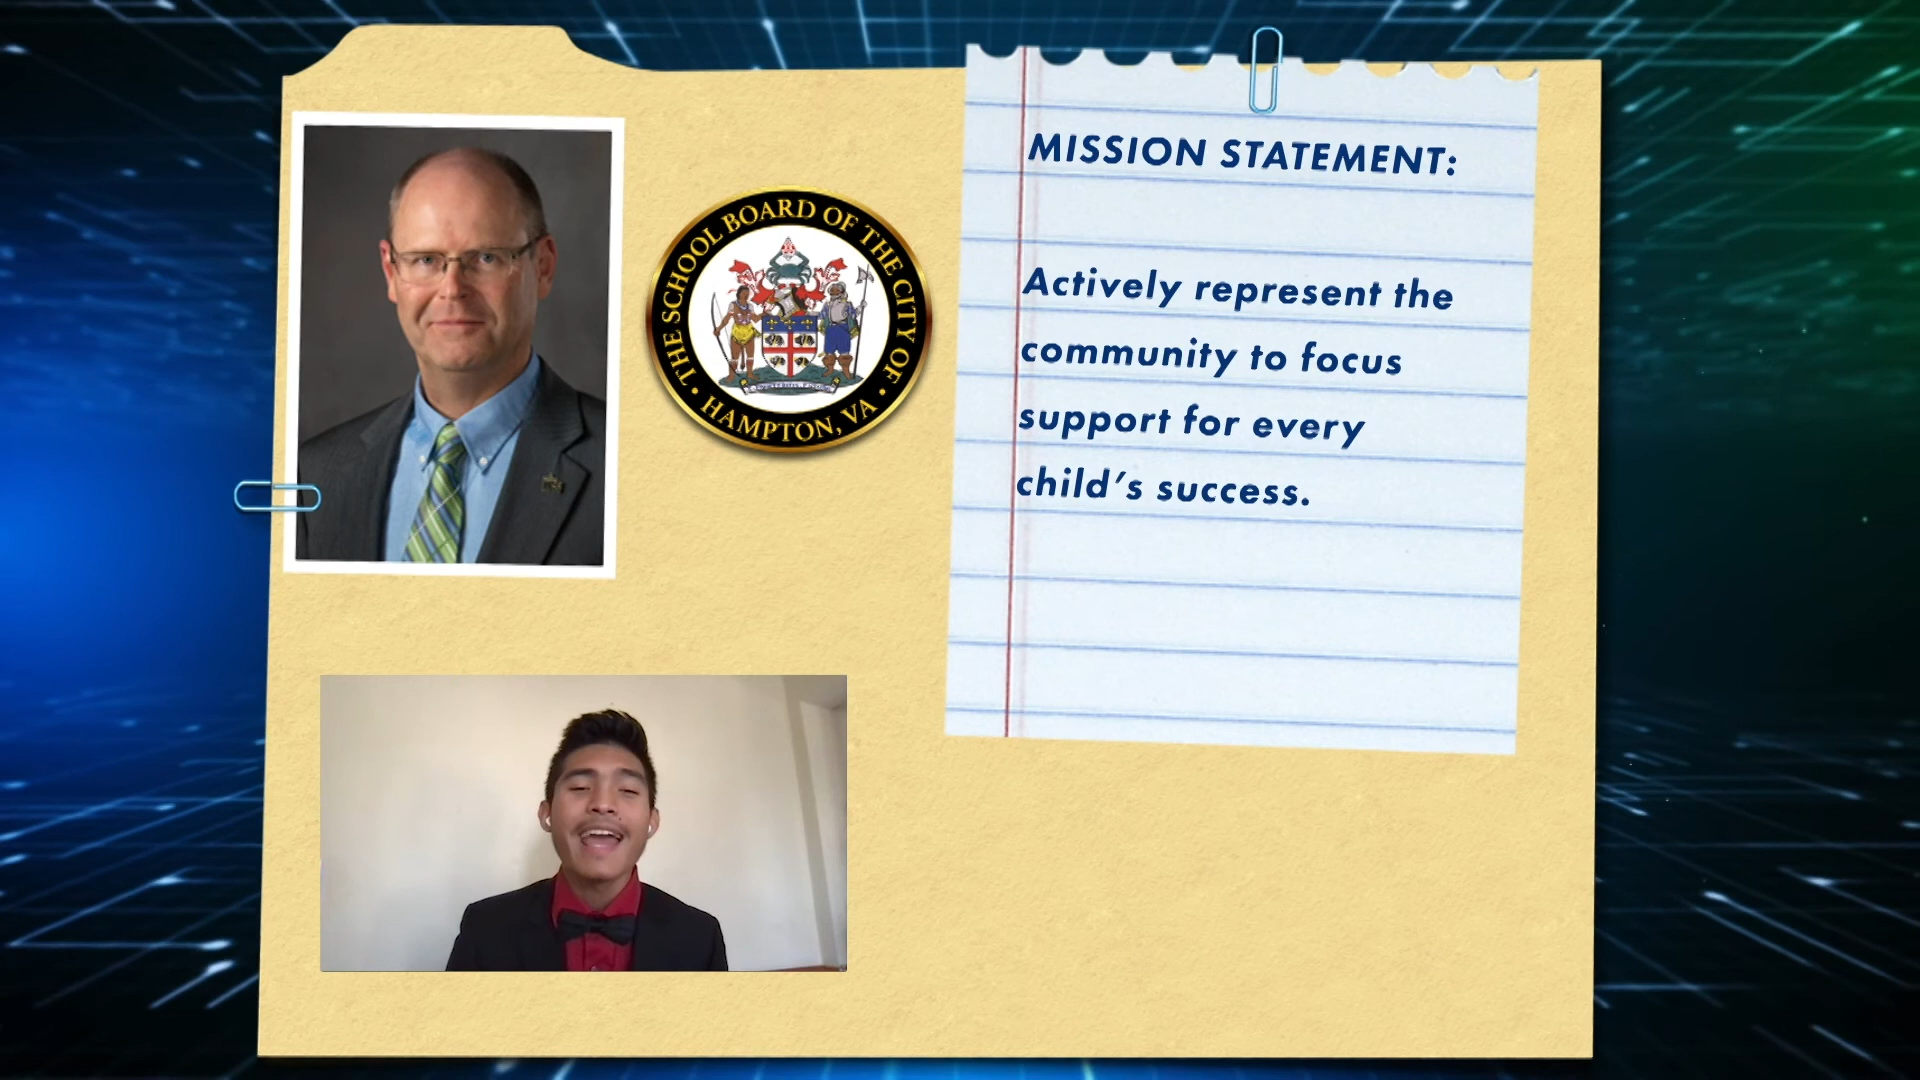 THE SCHOOL BOARD OF THE CITY OF
• HAMPTON, VA •
MISSION STATEMENT:
Actively represent the
community to focus
support for every
child's success.